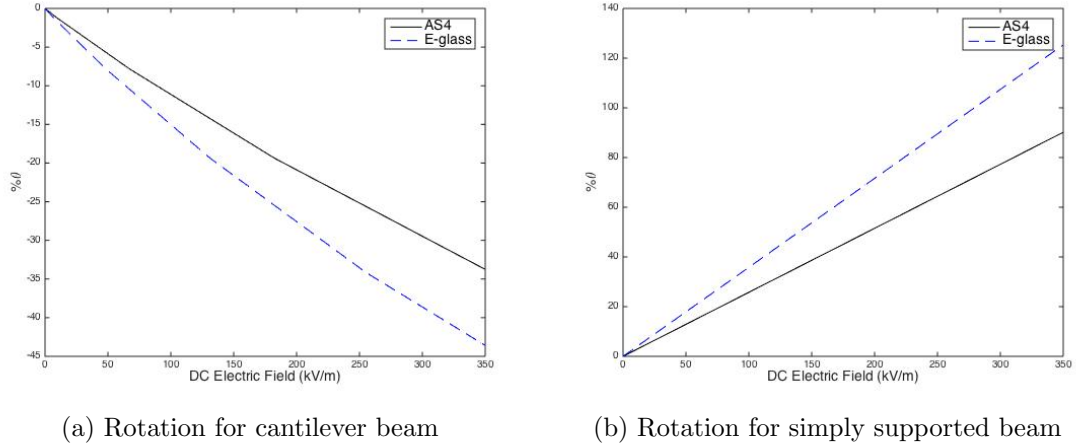 0
-5
-10
-15
-20
-25
-30
-35
-40
-45
%θ
0 50 100 150 200 250 300 350
DC Electric Field (kV/m)
AS4
E-glass
(a) Rotation for cantilever beam
140
120
100
80
60
40
20
0
%θ
0 50 100 150 200 250 300 350
DC Electric Field (kV/m)
AS4
E-glass
(b) Rotation for simply supported beam